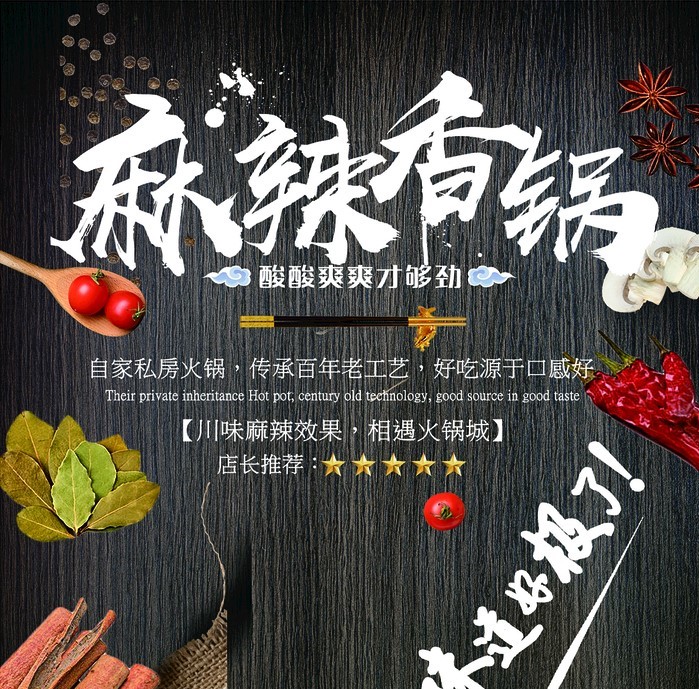 麻辣香锅
酸酸爽爽才够劲
自家私房火锅，传承百年老工艺，好吃源于口感好
Their private inheritance Hot pot, century old technology, good source in good taste
【川味麻辣效果，相遇火锅城】
店长推荐：
味道好极了!